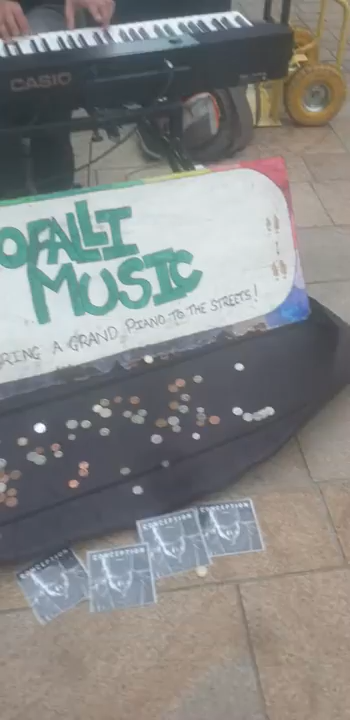 CASIO
OFALLI
MUSIC
RING A GRAND PIANO TO THE STREETS!
CONCEPTION
CONCEPTION
CONCEPTION
CONCEPTION